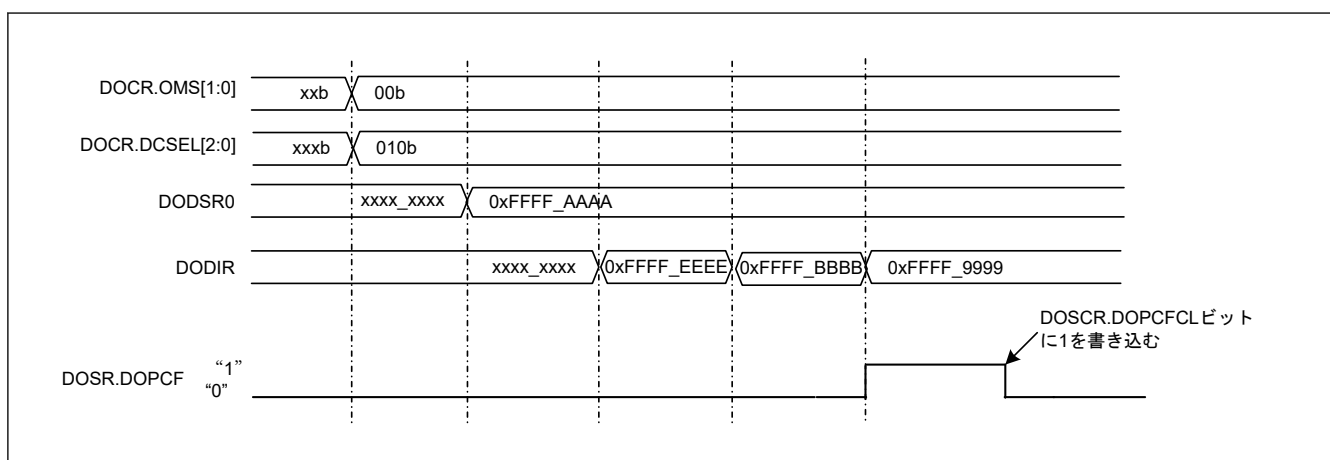 DOCR.OMS[1:0] xxb 00b
DOCR.DCSEL[2:0] xxxb 010b
DODSR0 xxxx_xxxx 0xFFFF_AAAA
DODIR xxxx_xxxx 0xFFFF_EEEE 0xFFFF_BBBB 0xFFFF_9999
DOSCR.DOPCFCLビット
に1を書き込む
DOSR.DOPCF “1”
“0”